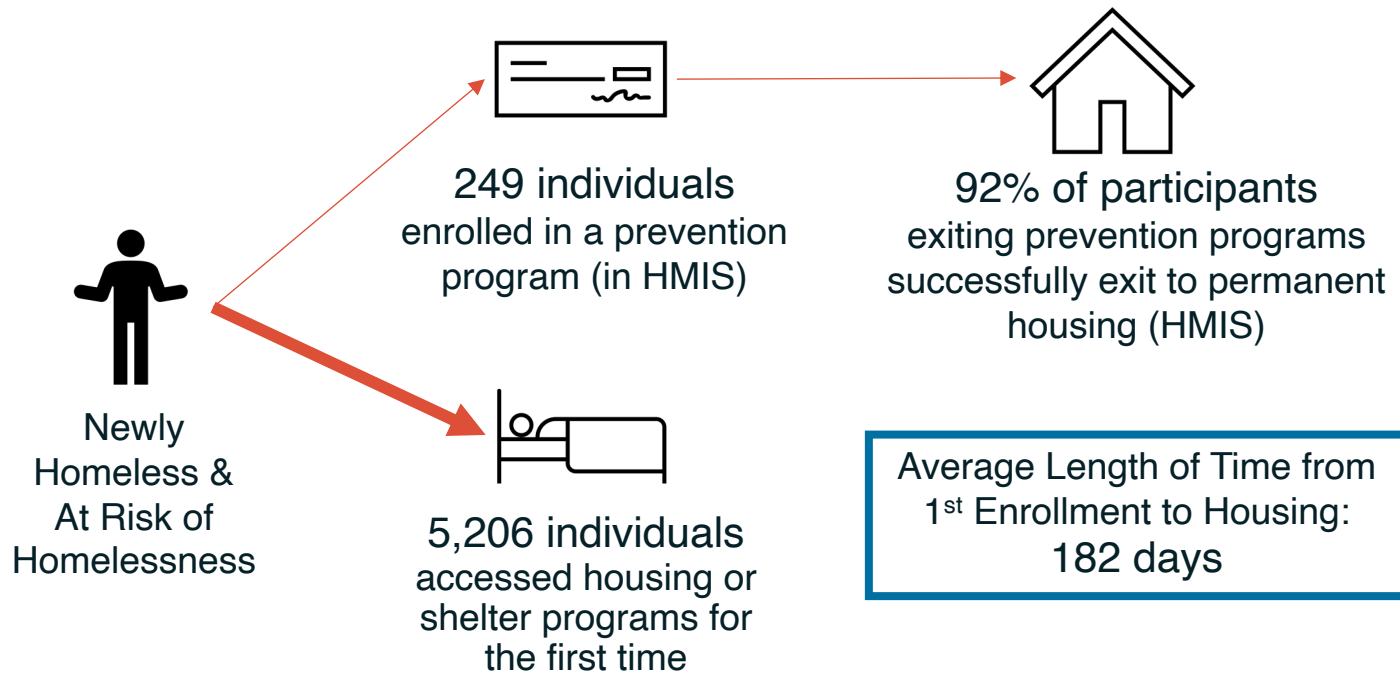 249 individuals
enrolled in a prevention
program (in HMIS)
92% of participants
exiting prevention programs
successfully exit to permanent
housing (HMIS)
Newly
Homeless &
At Risk of
Homelessness
5,206 individuals
accessed housing or
shelter programs for
the first time
Average Length of Time from
1st Enrollment to Housing:
182 days